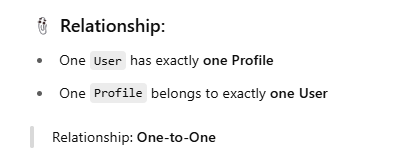 Relationship:
One User has exactly one Profile
One Profile belongs to exactly one User
Relationship: One-to-One